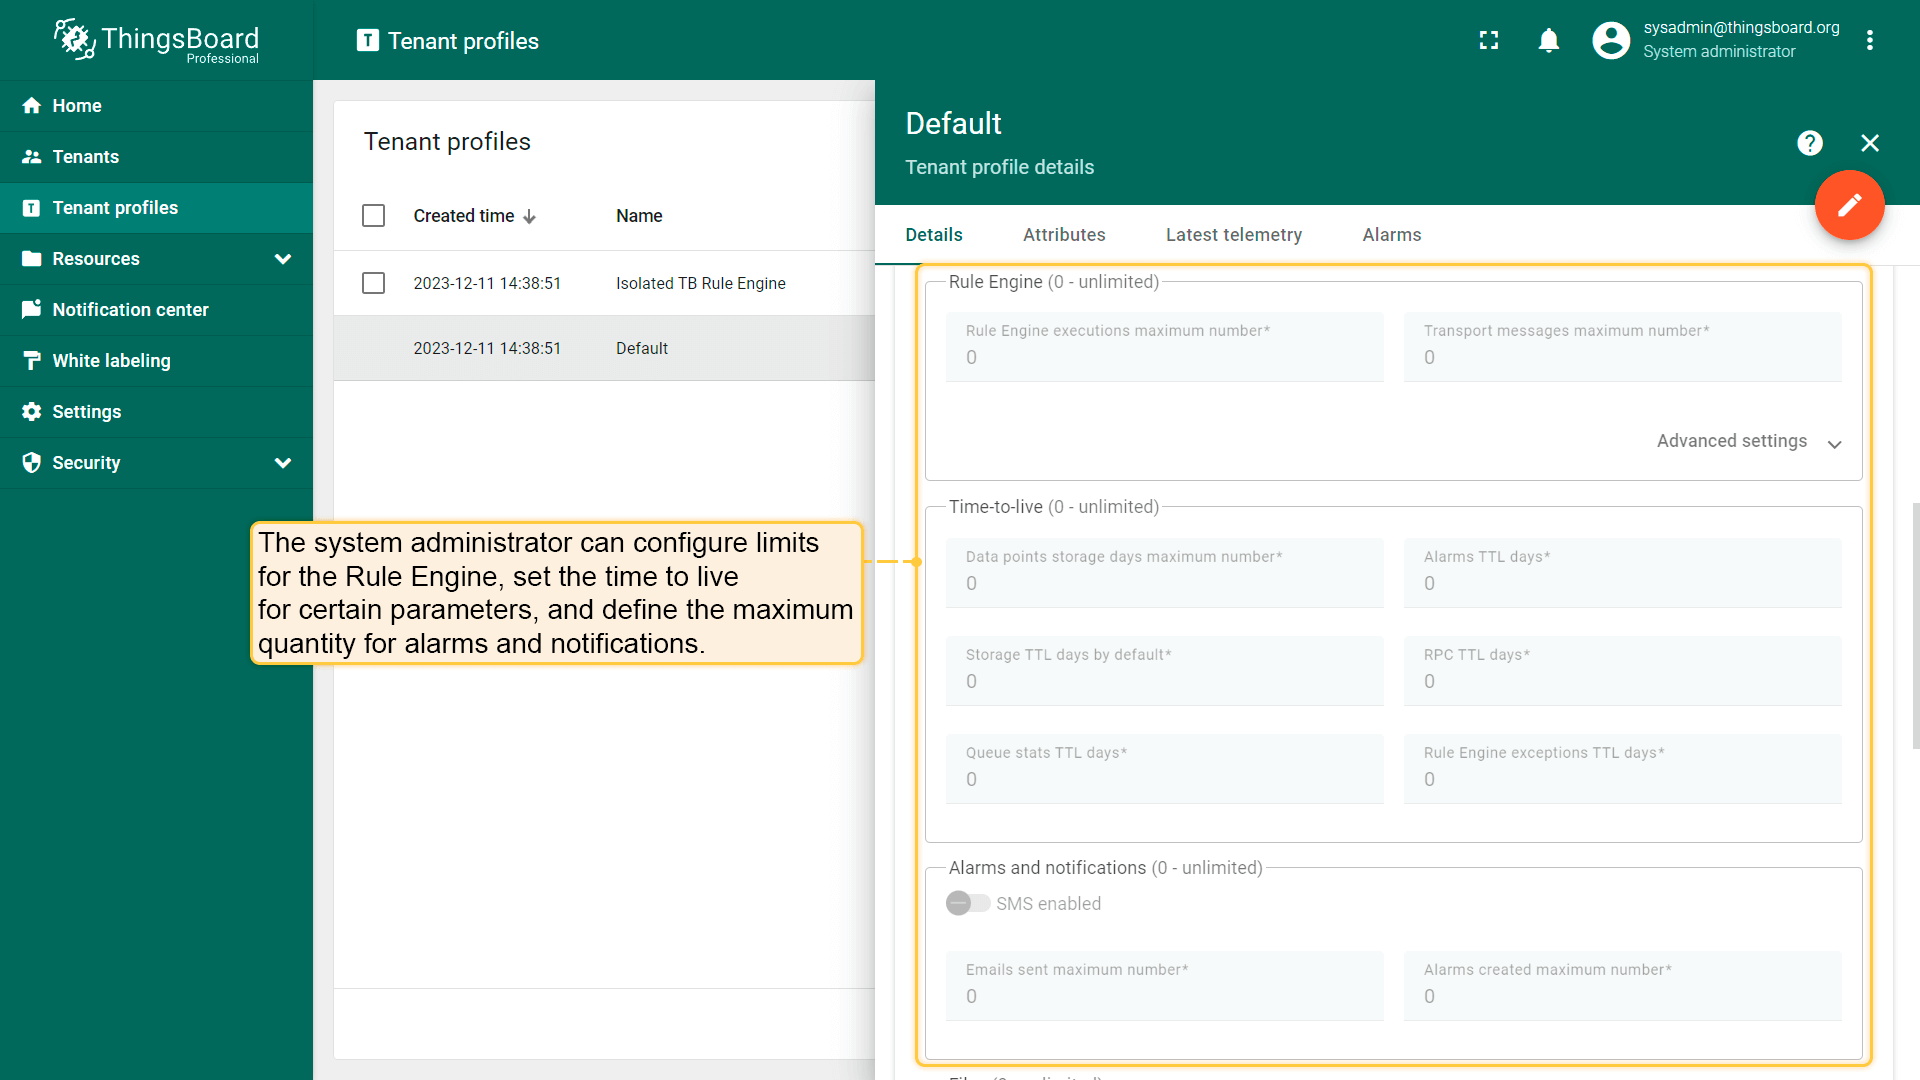 ThingsBoard
Professional
Tenant profiles
sysadmin@thingsboard.org
System administrator
Home
Tenants
Tenant profiles
Resources
Notification center
White labeling
Settings
Security
Tenant profiles
Created time Name
2023-12-11 14:38:51 Isolated TB Rule Engine
2023-12-11 14:38:51 Default
The system administrator can configure limits
for the Rule Engine, set the time to live
for certain parameters, and define the maximum
quantity for alarms and notifications.
Default
Tenant profile details
Details Attributes Latest telemetry Alarms
Rule Engine (0 - unlimited)
Rule Engine executions maximum number* Transport messages maximum number*
0 0
Advanced settings
Time-to-live (0 - unlimited)
Data points storage days maximum number* Alarms TTL days*
0 0
Storage TTL days by default* RPC TTL days*
0 0
Queue stats TTL days* Rule Engine exceptions TTL days*
0 0
Alarms and notifications (0 - unlimited)
SMS enabled
Emails sent maximum number* Alarms created maximum number*
0 0